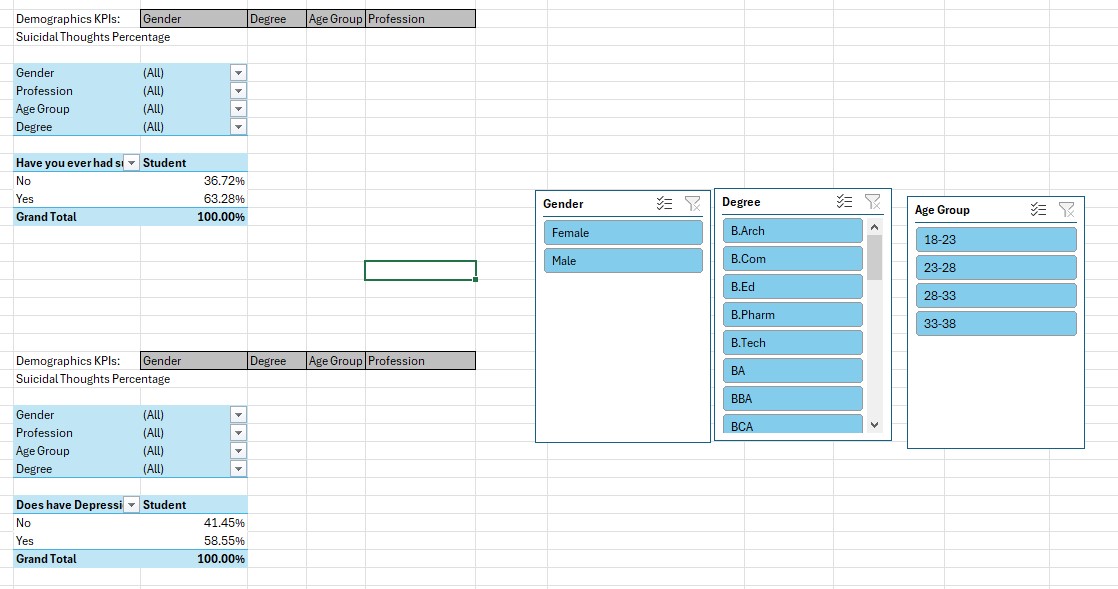 Demographics KPIs: Gender Degree Age Group Profession
Suicidal Thoughts Percentage
Gender (All)
Profession (All)
Age Group (All)
Degree (All)
Have you ever had Student
No 36.72%
Yes 63.28%
Grand Total 100.00%
Demographics KPIs: Gender Degree Age Group Profession
Suicidal Thoughts Percentage
Gender (All)
Profession (All)
Age Group (All)
Degree (All)
Does have Depressi Student
No 41.45%
Yes 58.55%
Grand Total 100.00%
Gender
Female
Male
Degree
B.Arch
B.Com
B.Ed
B.Pharm
B.Tech
BA
BBA
BCA
Age Group
18-23
23-28
28-33
33-38